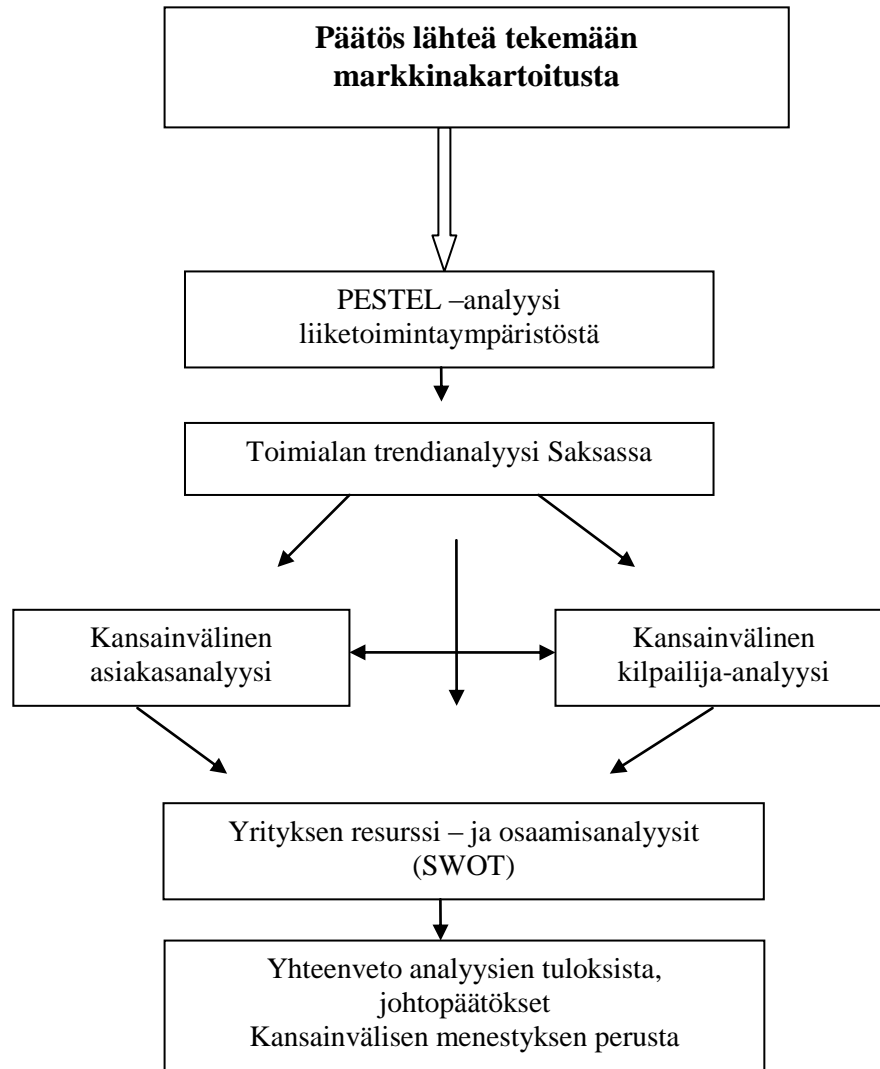 Päätös lähteä tekemään
markkinakartoitusta
PESTEL –analyysi
liiketoimintaympäristöstä
Toimialan trendianalyysi Saksassa
Kansainvälinen
asiakasanalyysi
Kansainvälinen
kilpailija-analyysi
Yrityksen resurssi – ja osaamisanalyysit
(SWOT)
Yhteenveto analyysien tuloksista,
johtopäätökset
Kansainvälisen menestyksen perusta